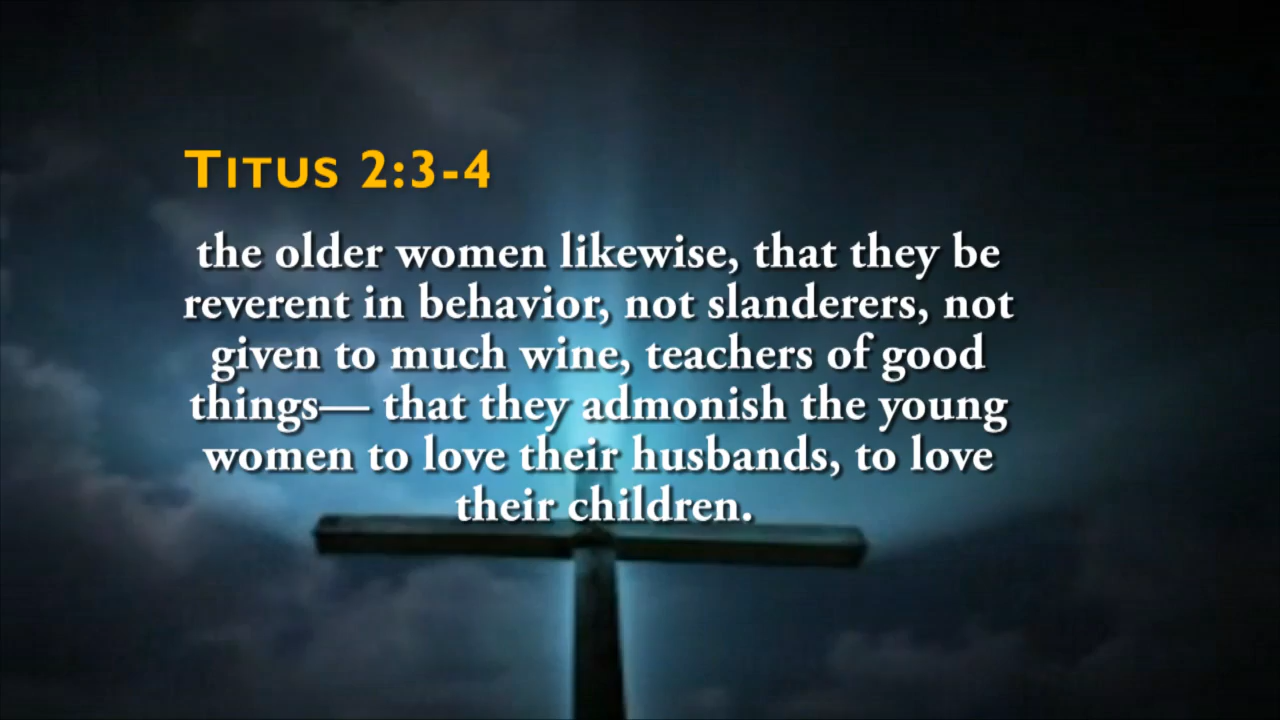 TITUS 2:3-4
the older women likewise, that they be
reverent in behavior, not slanderers, not
given to much wine, teachers of good
things— that they admonish the young
women to love their husbands, to love
their children.